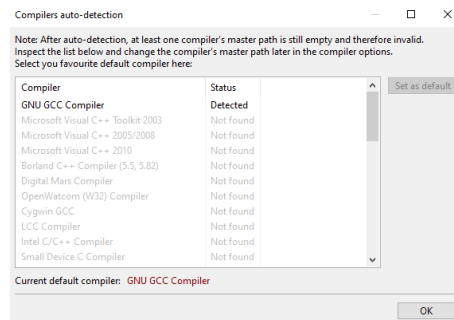 Compilers auto-detection
Note: After auto-detection, at least one compiler's master path is still empty and therefore invalid.
Inspect the list below and change the compiler's master path later in the compiler options.
Select you favourite default compiler here:
Compiler Status
Set as default
GNU GCC Compiler Detected
Microsoft Visual C++ Toolkit 2003 Not found
Microsoft Visual C++ 2005/2008 Not found
Microsoft Visual C++ 2010 Not found
Borland C++ Compiler (5.5, 5.82) Not found
Digital Mars Compiler Not found
OpenWatcom (W32) Compiler Not found
Cygwin GCC Not found
LCC Compiler Not found
Intel C/C++ Compiler Not found
Small Device C Compiler Not found
Current default compiler: GNU GCC Compiler
OK